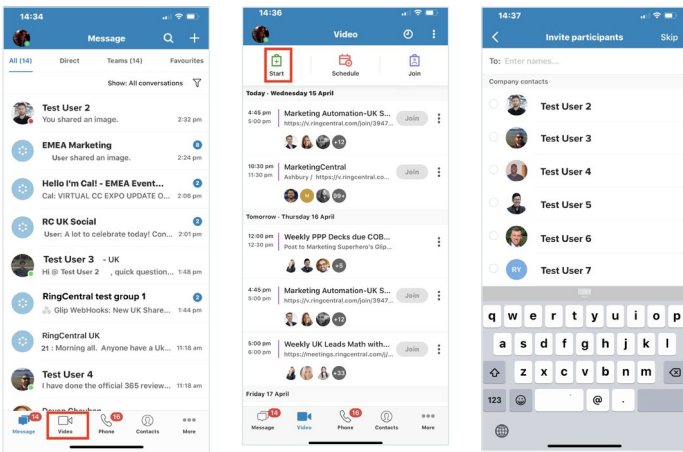 14:34
Message
All (14) Direct Teams (14) Favourites
Show: All conversations
Test User 2
You shared an image. 2:32 pm
EMEA Marketing 8
User shared an image. 2:24 pm
Hello I'm Cal! - EMEA Event... 2
Cal: VIRTUAL CC EXPO UPDATE O... 2:06 pm
RC UK Social 2
User: A lot to celebrate today! Con... 2:01 pm
Test User 3 - UK
Hi @ Test User 2 , quick question... 1:48 pm
RingCentral test group 1 2
Glip WebHooks: New UK Share... 1:44 pm
RingCentral UK
21 : Morning all. Anyone have a Uk... 11:18 am
Test User 4
I have done the official 365 review... 11:18 am
14 16
Message Video Phone Contacts More
14:36
Video
Start Schedule Join
Today - Wednesday 15 April
4:45 pm Marketing Automation-UK S... Join
5:00 pm https://v.ringcentral.com/join/3947...
+12
10:30 pm MarketingCentral Join
11:30 pm Ashbury / https://v.ringcentral.co...
99+
Tomorrow - Thursday 16 April
12:00 pm Weekly PPP Decks due COB...
12:30 pm Post to Marketing Superhero's Glip...
+5
4:45 pm Marketing Automation-UK S... Join
5:00 pm https://v.ringcentral.com/join/3947...
+12
5:00 pm Weekly UK Leads Math with... Join
6:00 pm https://meetings.ringcentral.com/j/...
+33
Friday 17 April
14 16
Message Video Phone Contacts More
14:37
Invite participants Skip
To: Enter names...
Company contacts
Test User 2
Test User 3
Test User 4
Test User 5
Test User 6
RY Test User 7
q w e r t y u i o p
a s d f g h j k l
z x c v b n m
123 @ .